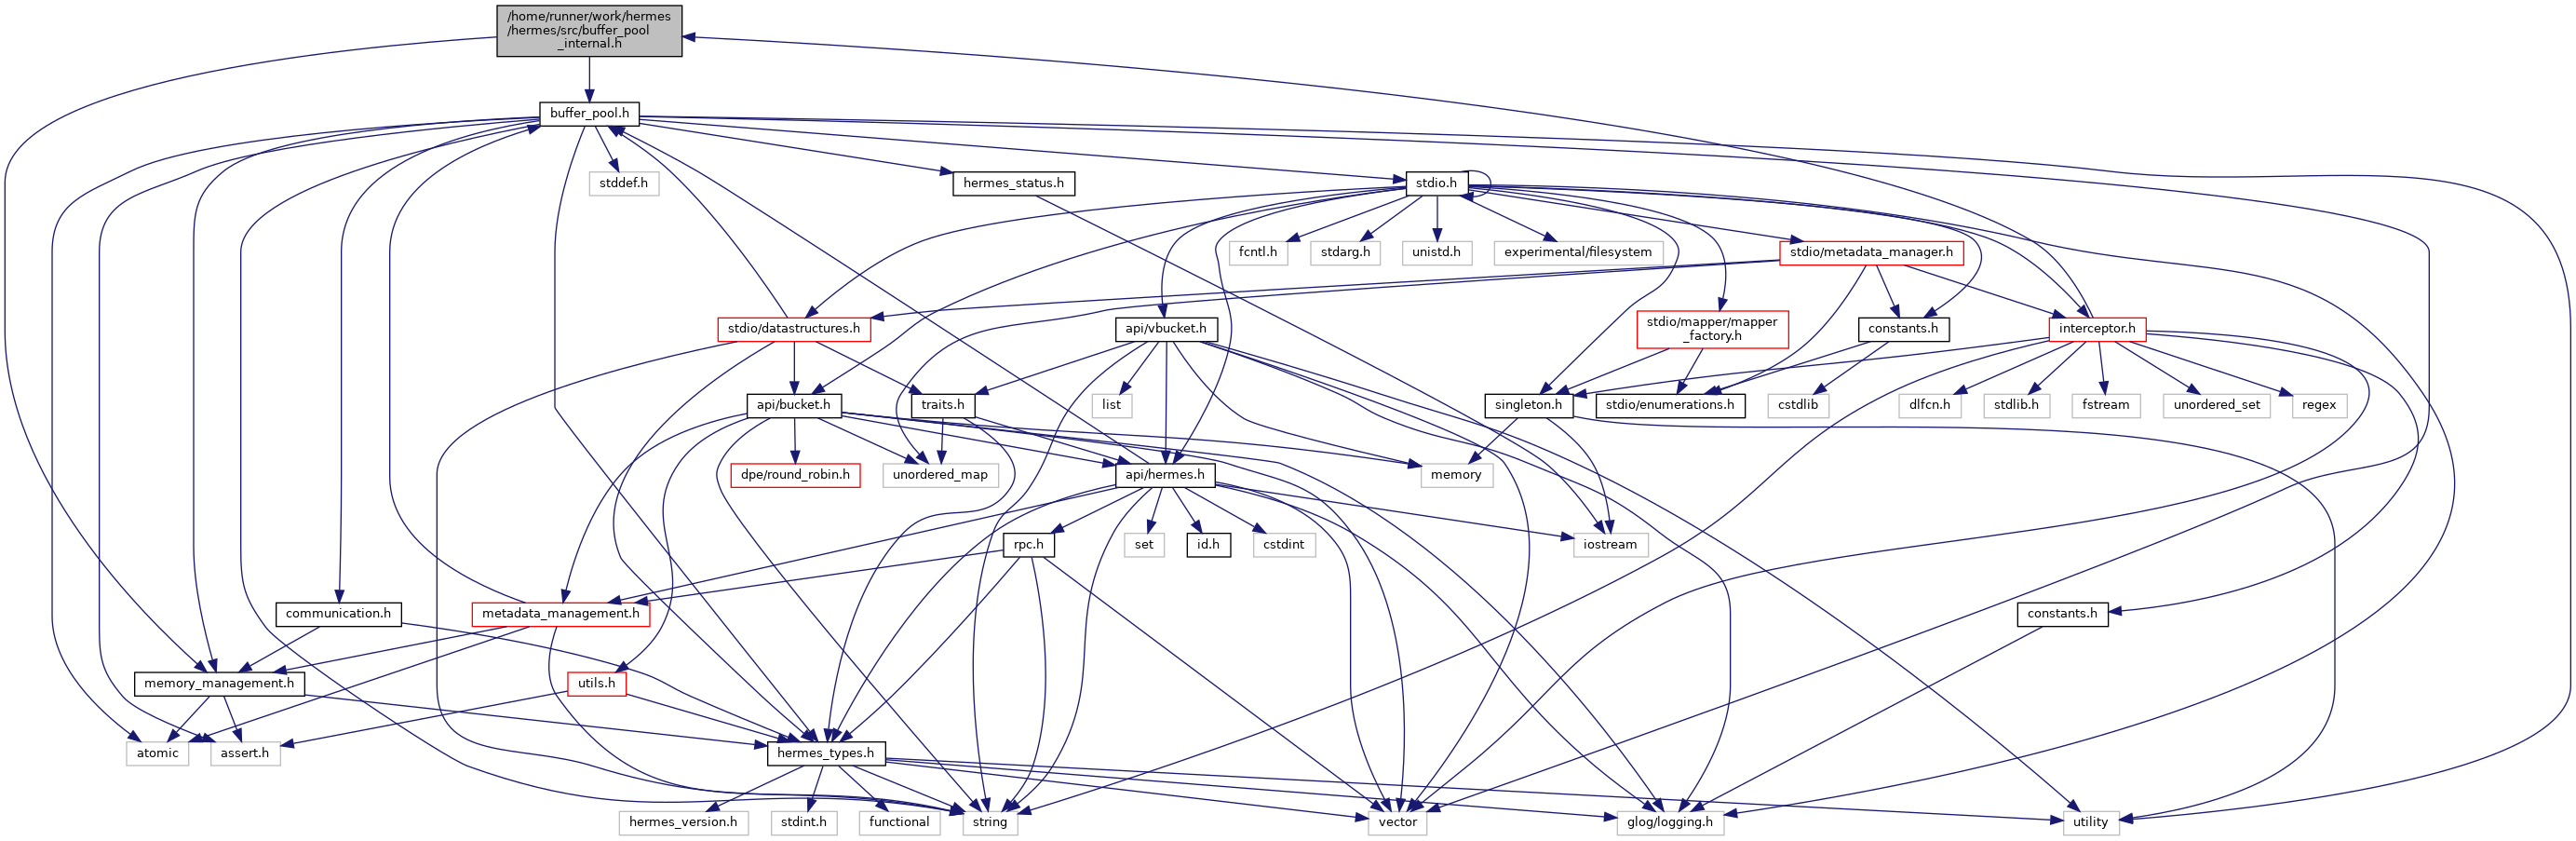 /home/runner/work/hermes
/hermes/src/buffer_pool
_internal.h
buffer_pool.h
stddef.h
hermes_status.h
stdio.h
fcntl.h
stdarg.h
unistd.h
experimental/filesystem
stdio/metadata_manager.h
stdio/datastructures.h
api/vbucket.h
stdio/mapper/mapper
_factory.h
constants.h
interceptor.h
api/bucket.h
traits.h
list
singleton.h
stdio/enumerations.h
cstdlib
dlfcn.h
stdlib.h
fstream
unordered_set
regex
dpe/round_robin.h
unordered_map
api/hermes.h
memory
rpc.h
set
id.h
cstdint
iostream
communication.h
metadata_management.h
constants.h
memory_management.h
utils.h
atomic
assert.h
hermes_types.h
hermes_version.h
stdint.h
functional
string
vector
glog/logging.h
utility